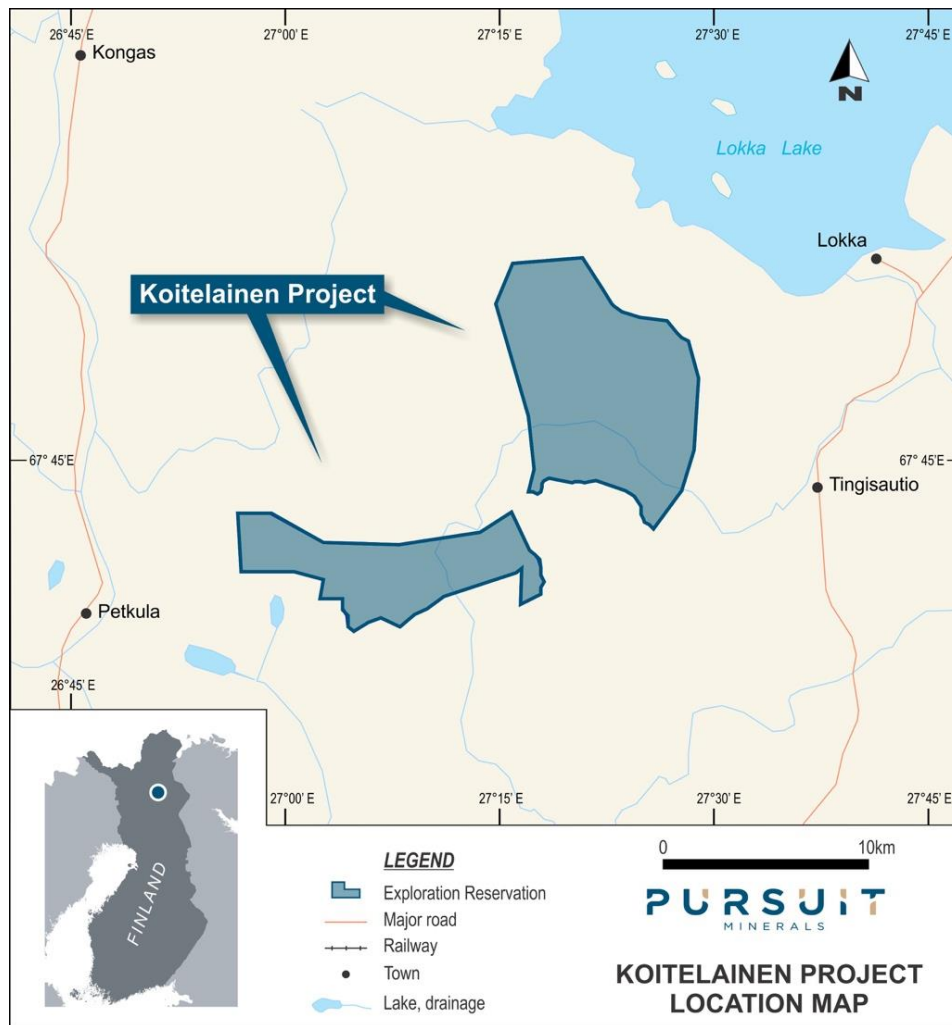 26°45' E
27°00' E
27°15' E
27°30' E
27°45' E
Kongas
N
Lokka Lake
Lokka
Koitelainen Project
67° 45'E
67° 45'E
Tingisautio
Petkula
26°45' E
27°00' E
27°15' E
27°30' E
27°45' E
FINLAND
LEGEND
Exploration Reservation
Major road
Railway
Town
Lake, drainage
0 10km
PURSUIT
MINERALS
KOITELAINEN PROJECT
LOCATION MAP